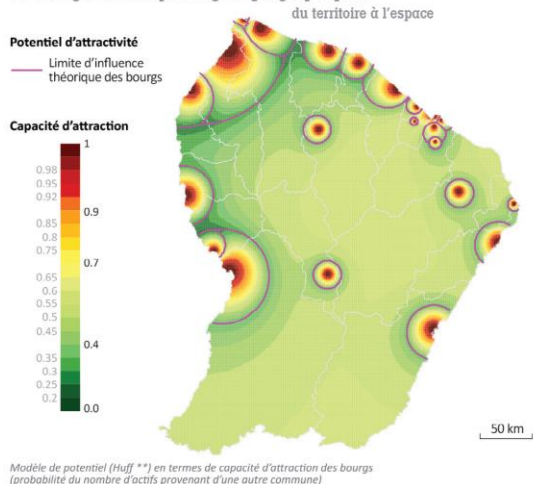 du territoire à l'espace
Potentiel d'attractivité
Limite d'influence
théorique des bourgs
Capacité d'attraction
1
0.98
0.95
0.92
0.9
0.85
0.8
0.75
0.7
0.65
0.6
0.55
0.5
0.45
0.4
0.35
0.3
0.25
0.2
0.0
50 km
Modèle de potentiel (Huff **) en termes de capacité d'attraction des bourgs
(probabilité du nombre d'actifs provenant d'une autre commune)